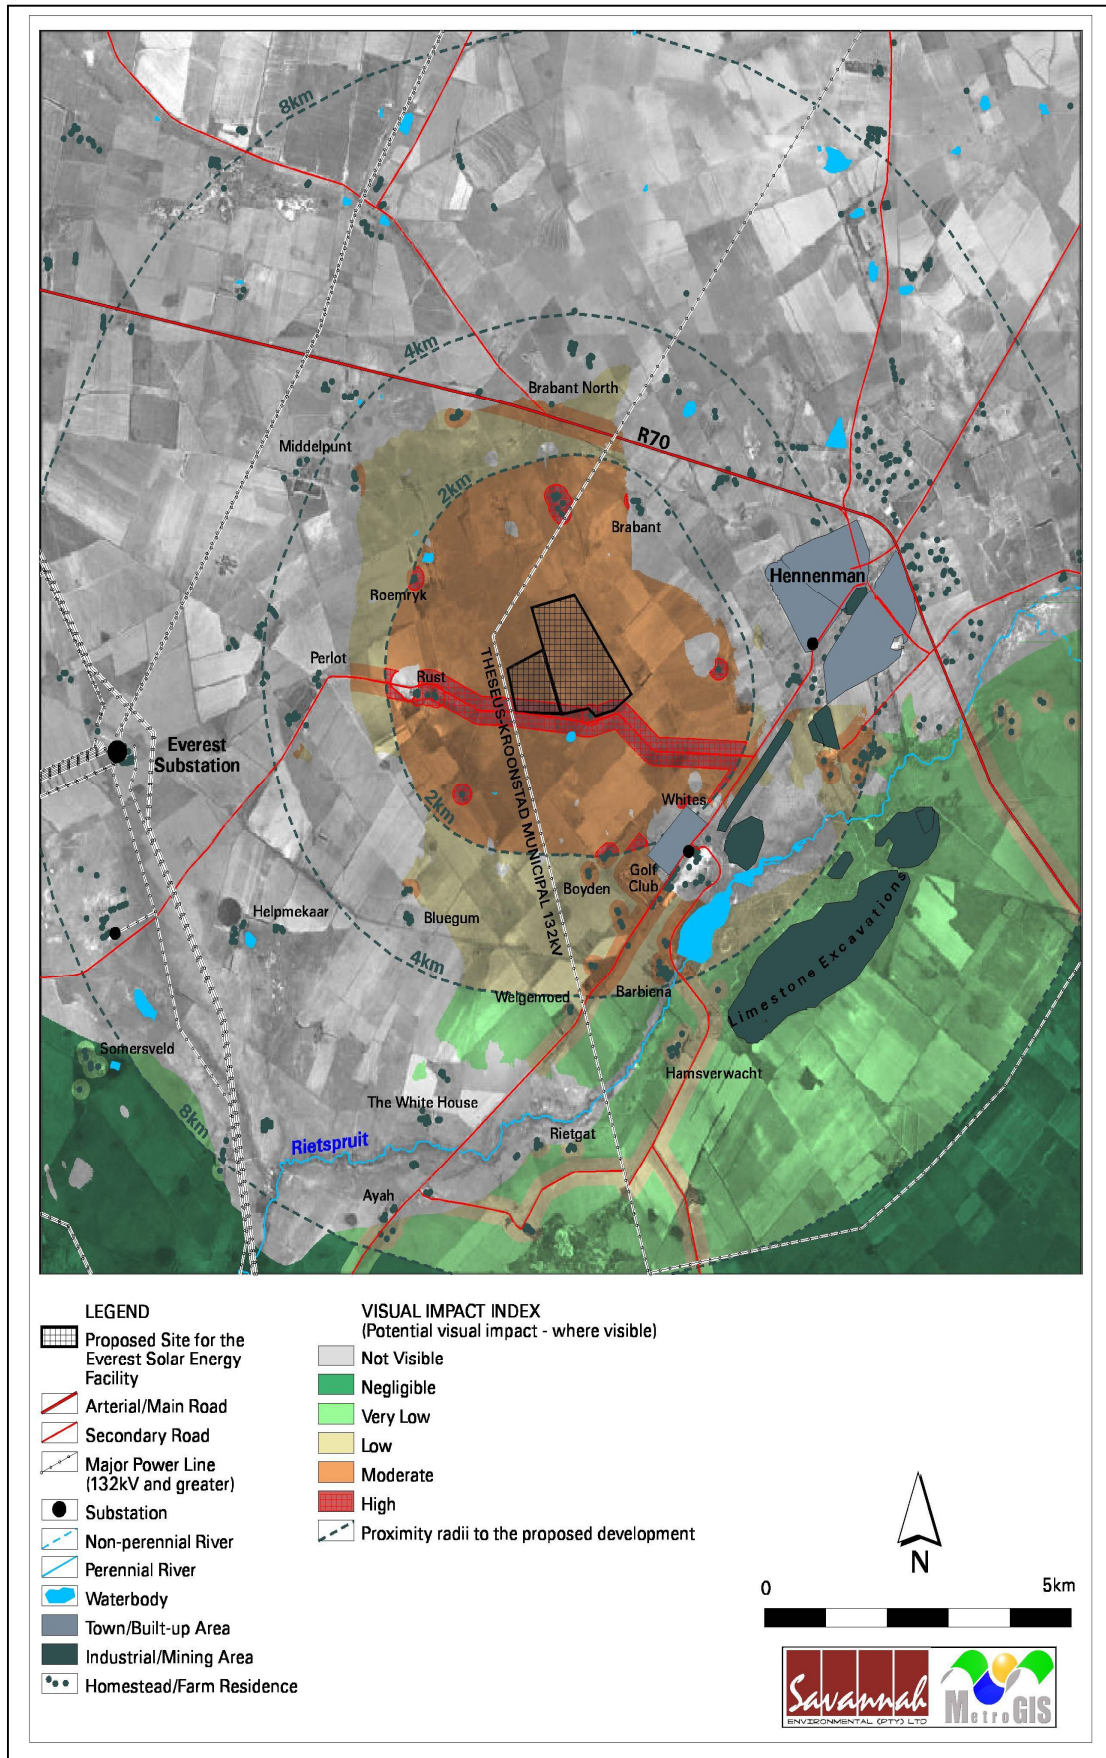 8km
4km
Brabant North
R70
Middelpunt
2km
Brabant
Hennenman
Roemryk
Perlot
Rust
THESEUS-KROONSTAD MUNICIPAL 132kV
Everest
Substation
2km
Whites
Golf
Club
Boyden
Bluegum
Helpmekaar
4km
Limestone Excavations
Welgemoed
Barbiena
Somersveld
Hamsverwacht
The White House
8km
Rietspruit
Rietgat
Ayah
LEGEND
Proposed Site for the
Everest Solar Energy
Facility
Arterial/Main Road
Secondary Road
Major Power Line
(132kV and greater)
Substation
Non-perennial River
Perennial River
Waterbody
Town/Built-up Area
Industrial/Mining Area
Homestead/Farm Residence
VISUAL IMPACT INDEX
(Potential visual impact - where visible)
Not Visible
Negligible
Very Low
Low
Moderate
High
Proximity radii to the proposed development
N
0
5km
Savannah
ENVIRONMENTAL (PTY) LTD
MetroGIS